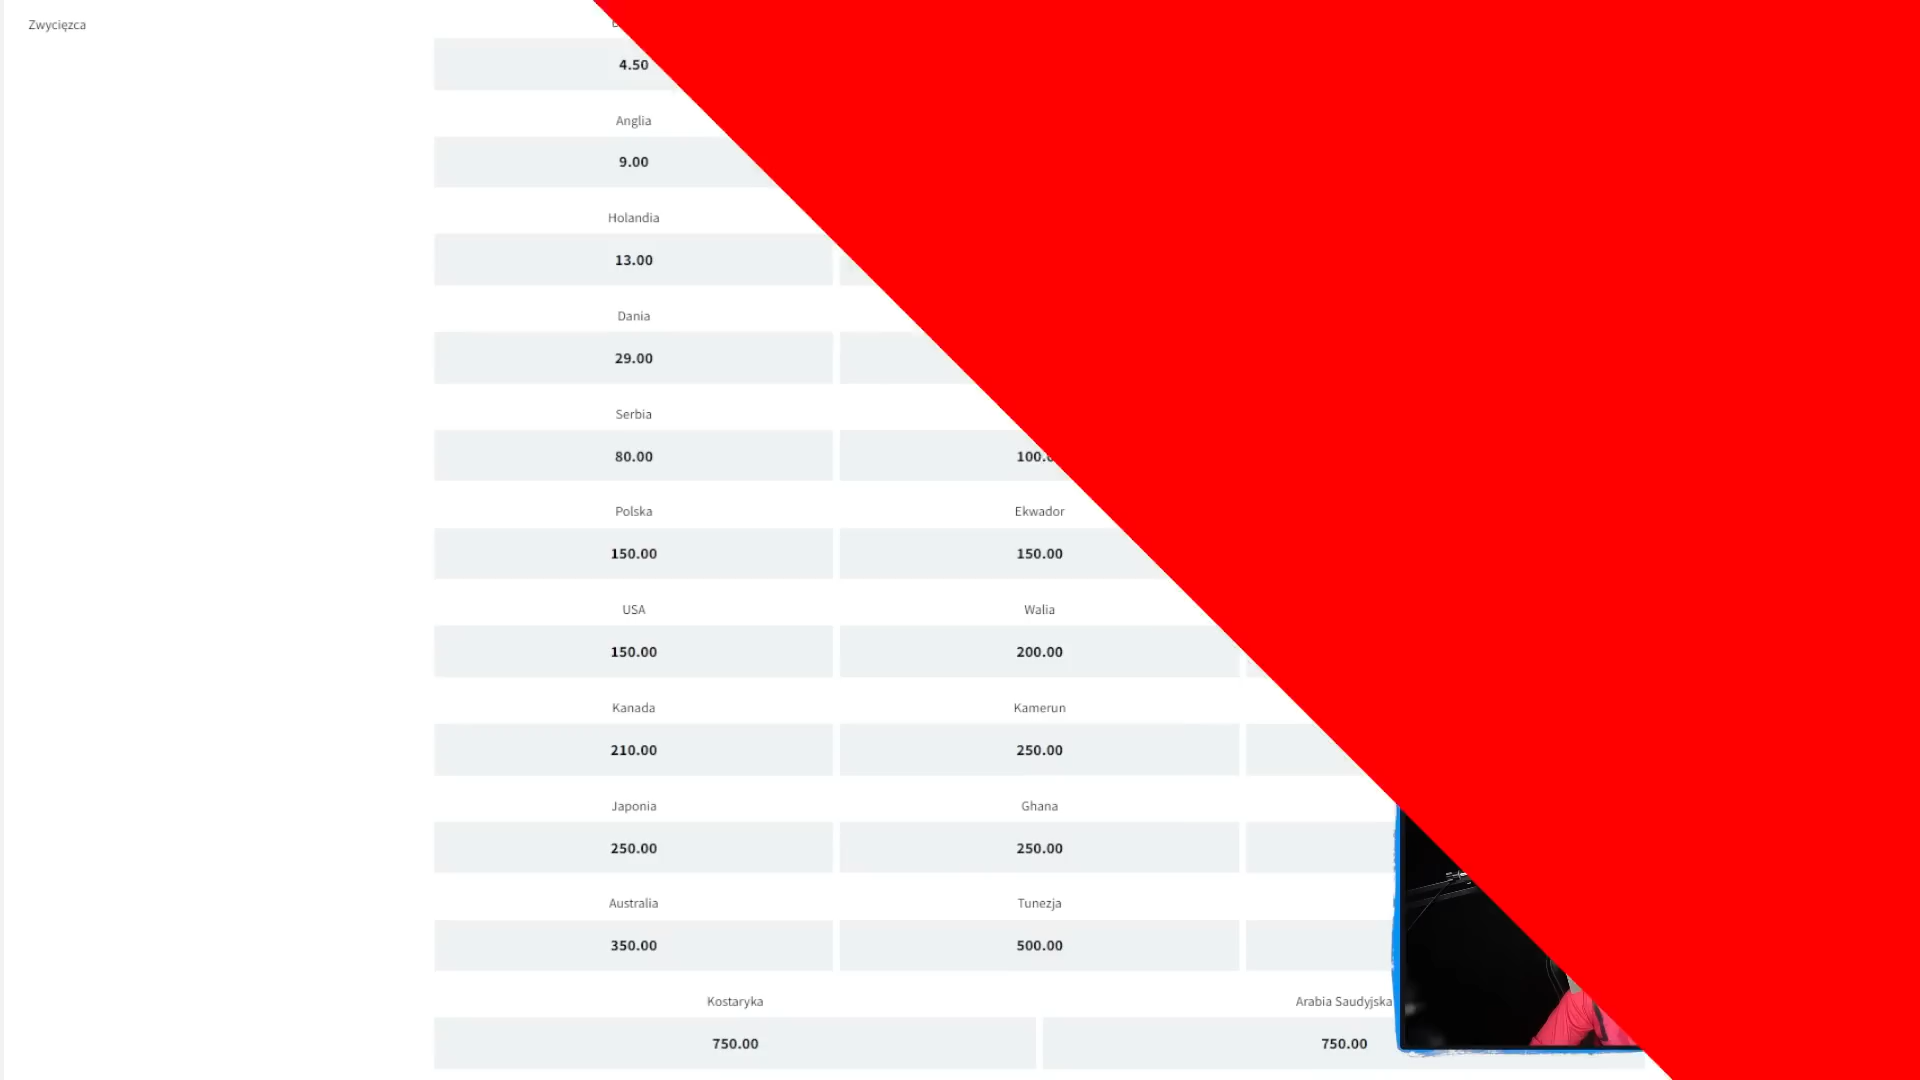 Zwycięzca
4.50
Anglia
9.00
Holandia
13.00
Dania
29.00
Serbia
80.00
Polska Ekwador
150.00 150.00
USA Walia
150.00 200.00
Kanada Kamerun
210.00 250.00
Japonia Ghana
250.00 250.00
Australia Tunezja
350.00 500.00
Kostaryka Arabia Saudyjska
750.00 750.00